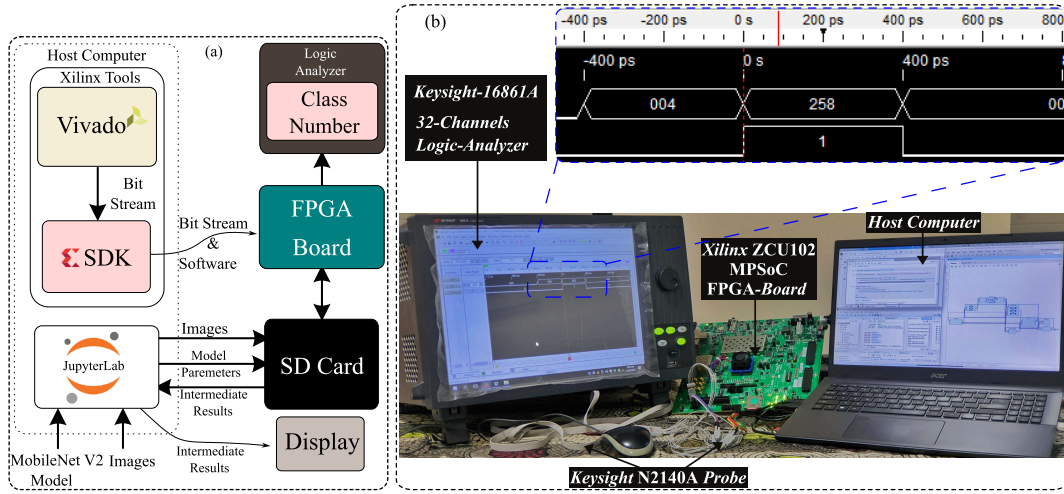 (a)
Host Computer
Xilinx Tools
Vivado
Bit
Stream
SDK
Bit Stream
&
Software
Logic
Analyzer
Class
Number
FPGA
Board
JupyterLab
Images
Model
Paremeters
Intermediate
Results
SD Card
Display
Intermediate
Results
MobileNet V2
Model
Images
(b)
-400 ps -200 ps 0 s 200 ps 400 ps 600 ps 800
-400 ps 0 s 400 ps
004 258 00
1
Keysight-16861A
32-Channels
Logic-Analyzer
Host Computer
Xilinx ZCU102
MPSoC
FPGA-Board
acer
Keysight N2140A Probe